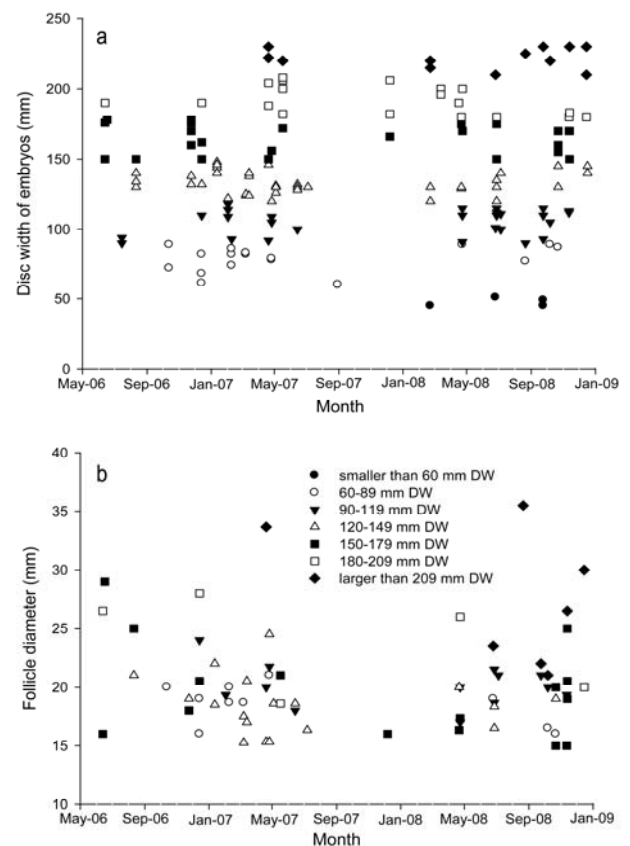 a
Disc width of embryos (mm)
250
200
150
100
50
0
May-06 Sep-06 Jan-07 May-07 Sep-07 Jan-08 May-08 Sep-08 Jan-09
Month
b
Follicle diameter (mm)
40
35
30
25
20
15
10
smaller than 60 mm DW
60-89 mm DW
90-119 mm DW
120-149 mm DW
150-179 mm DW
180-209 mm DW
larger than 209 mm DW
May-06 Sep-06 Jan-07 May-07 Sep-07 Jan-08 May-08 Sep-08 Jan-09
Month